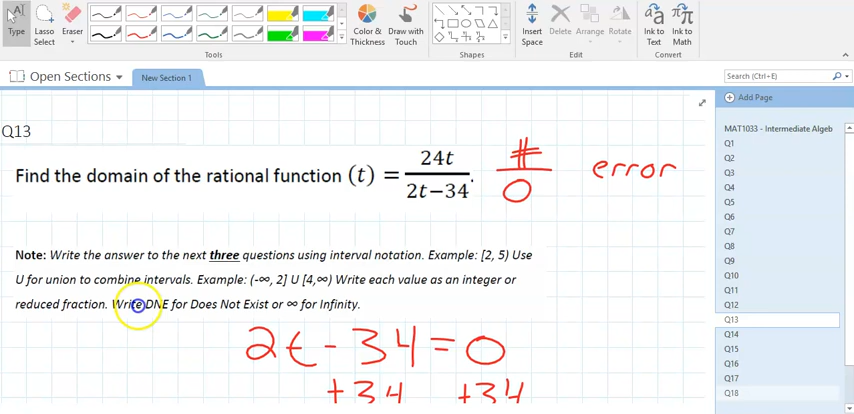 Type
Lasso
Select
Eraser
Color &
Thickness
Draw with
Touch
Insert
Space
Delete
Arrange
Rotate
Ink to
Text
Ink to
Math
Tools
Shapes
Edit
Convert
Open Sections
New Section 1
Search (Ctrl+E)
Add Page
MAT1033 - Intermediate Algeb
Q1
Q2
Q3
Q4
Q5
Q6
Q7
Q8
Q9
Q10
Q11
Q12
Q13
Q14
Q15
Q16
Q17
Q18
Q13
Find the domain of the rational function (t) = 24t / 2t−34.
# / 0 error
Note: Write the answer to the next three questions using interval notation. Example: [2, 5) Use
U for union to combine intervals. Example: (-∞, 2] U [4,∞) Write each value as an integer or
reduced fraction. Write DNE for Does Not Exist or ∞ for Infinity.
2t - 34 = 0
+34 +34